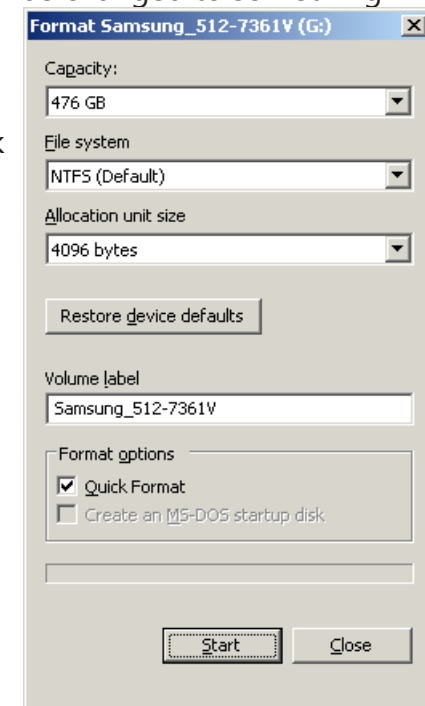 Format Samsung_512-7361V (G:)
Capacity:
476 GB
File system
NTFS (Default)
Allocation unit size
4096 bytes
Restore device defaults
Volume label
Samsung_512-7361V
Format options
Quick Format
Create an MS-DOS startup disk
Start
Close